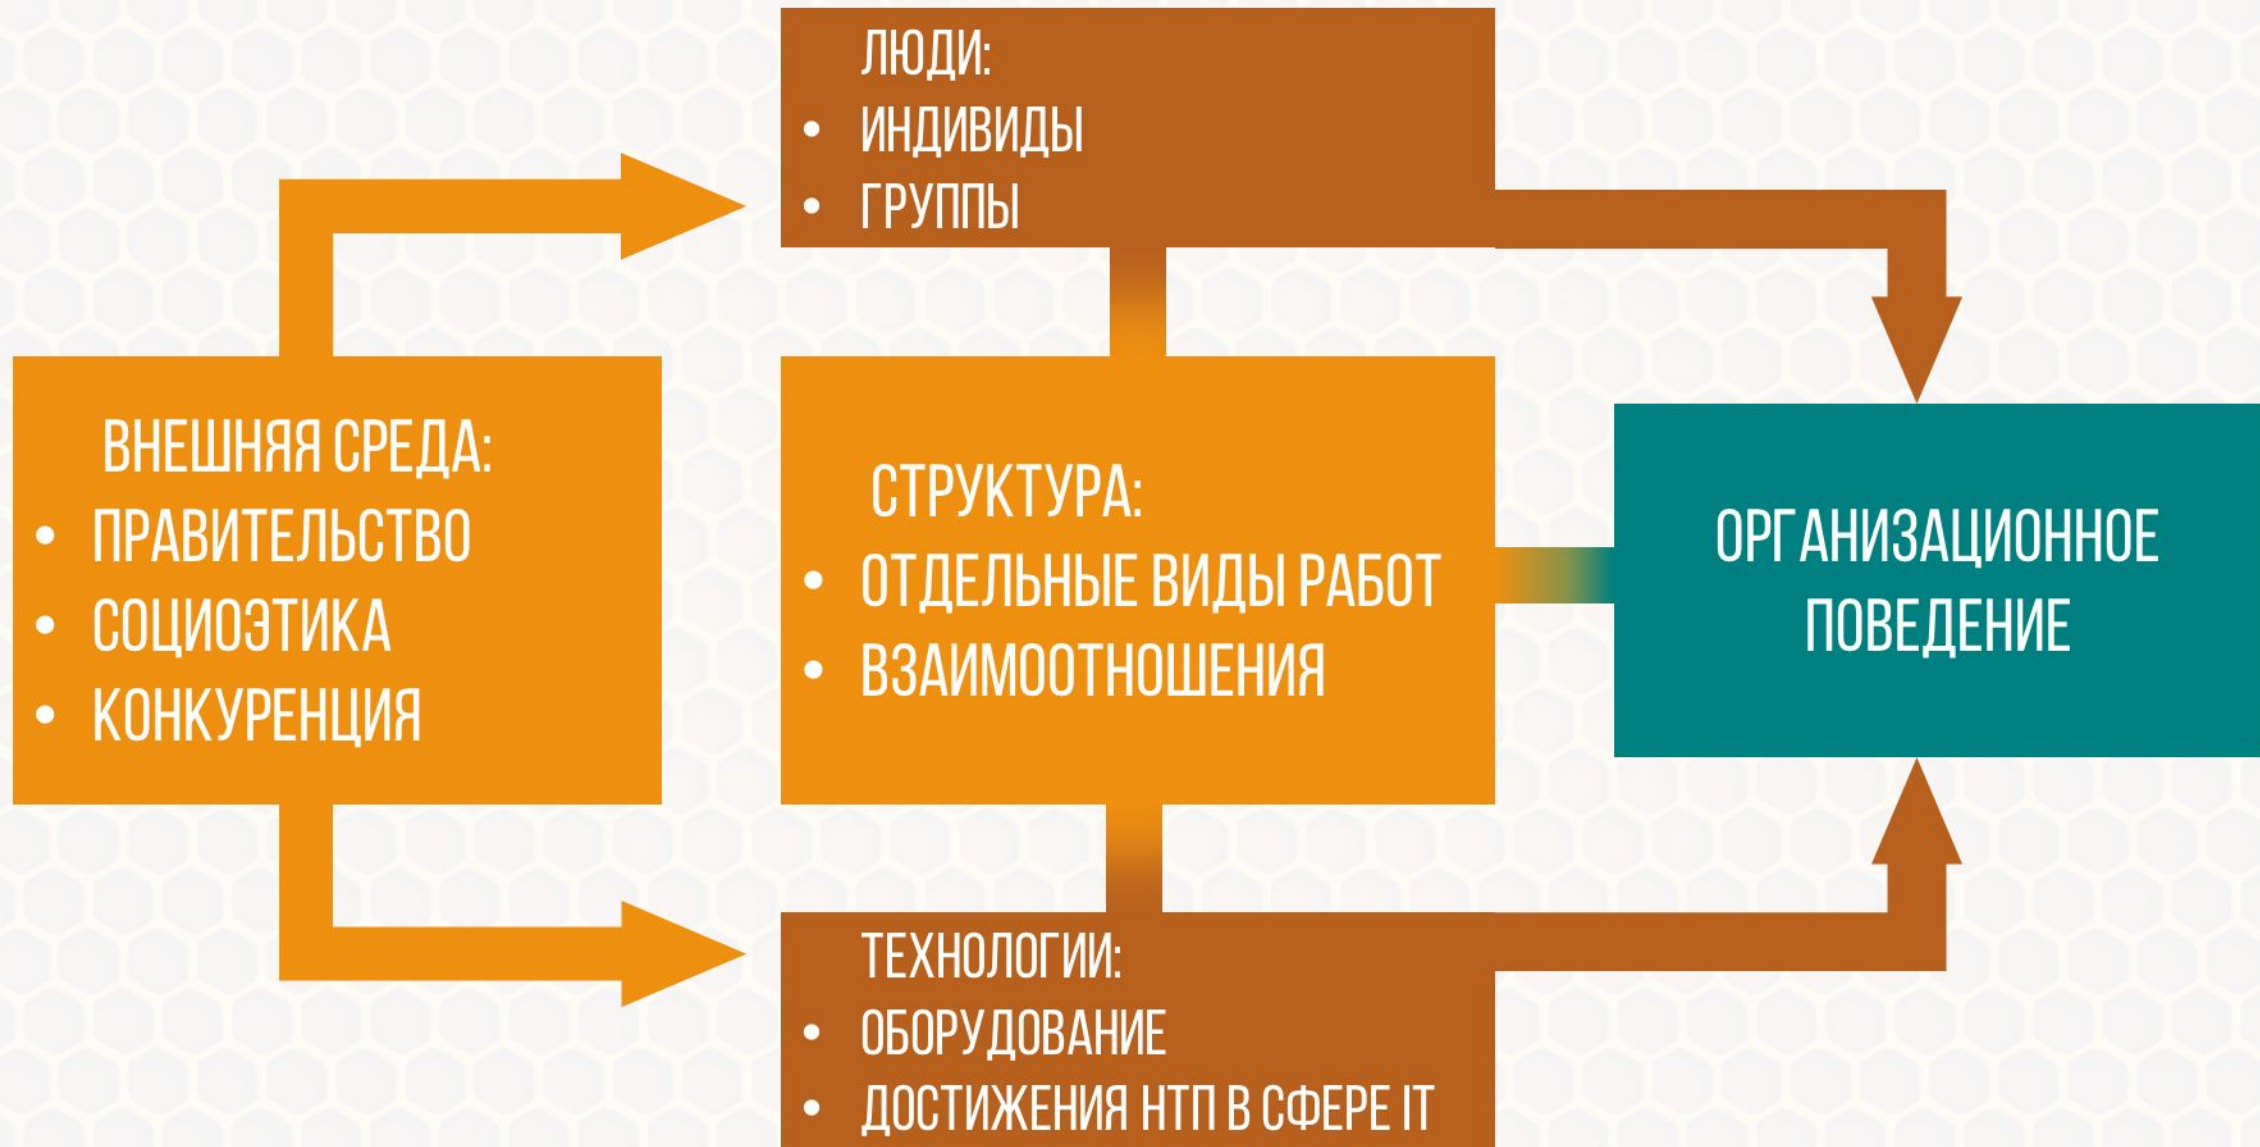 ЛЮДИ:
• ИНДИВИДЫ
• ГРУППЫ
ВНЕШНЯЯ СРЕДА:
• ПРАВИТЕЛЬСТВО
• СОЦИОЭТИКА
• КОНКУРЕНЦИЯ
СТРУКТУРА:
• ОТДЕЛЬНЫЕ ВИДЫ РАБОТ
• ВЗАИМООТНОШЕНИЯ
ОРГАНИЗАЦИОННОЕ
ПОВЕДЕНИЕ
ТЕХНОЛОГИИ:
• ОБОРУДОВАНИЕ
• ДОСТИЖЕНИЯ НТП В СФЕРЕ IT